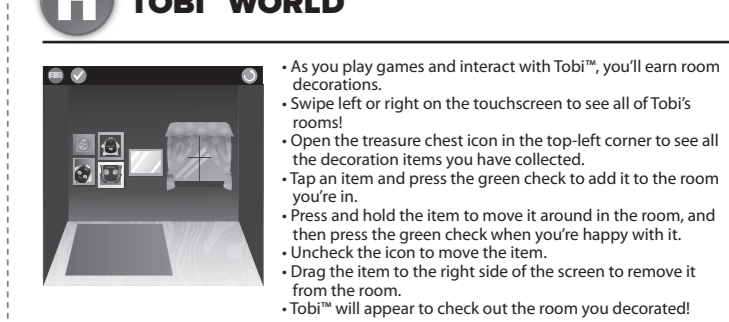 H
TOBI™ WORLD
• As you play games and interact with Tobi™, you'll earn room
decorations.
• Swipe left or right on the touchscreen to see all of Tobi's
rooms!
• Open the treasure chest icon in the top-left corner to see all
the decoration items you have collected.
• Tap an item and press the green check to add it to the room
you're in.
• Press and hold the item to move it around in the room, and
then press the green check when you're happy with it.
• Uncheck the icon to move the item.
• Drag the item to the right side of the screen to remove it
from the room.
• Tobi™ will appear to check out the room you decorated!